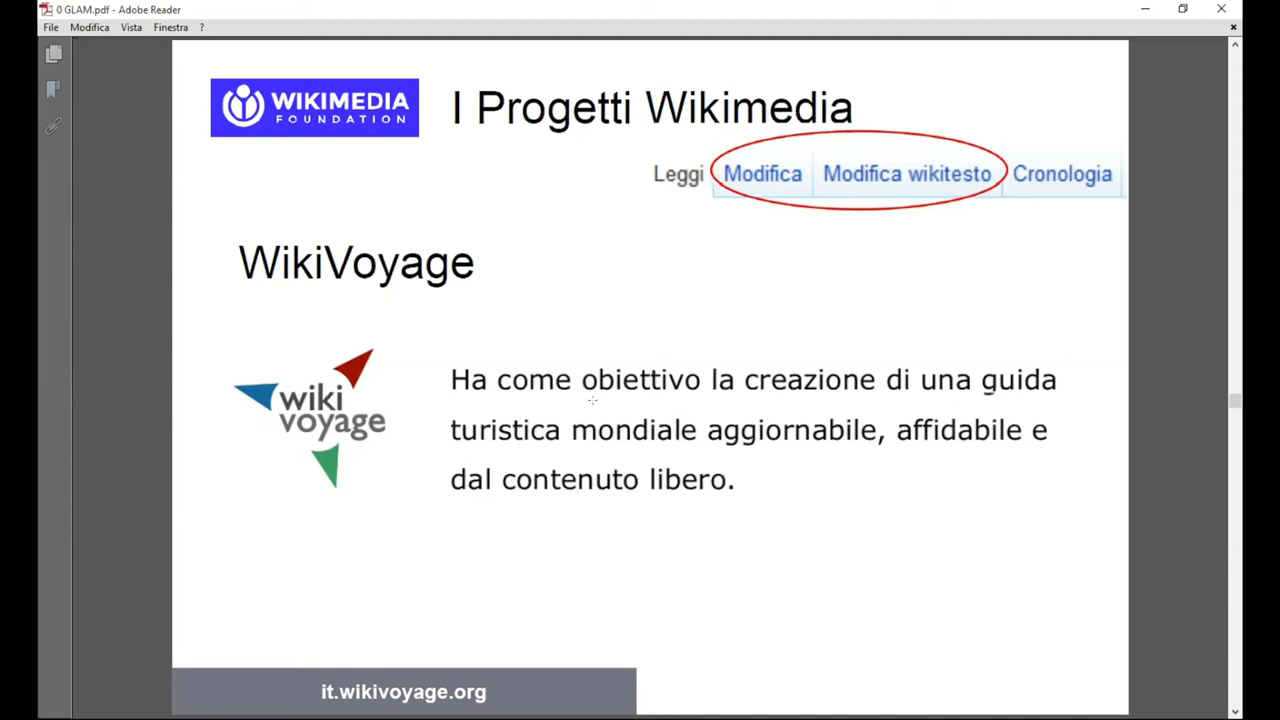 0 GLAM.pdf - Adobe Reader
File Modifica Vista Finestra ?
WIKIMEDIA
FOUNDATION
I Progetti Wikimedia
Leggi Modifica Modifica wikitesto Cronologia
WikiVoyage
wiki
voyage
Ha come obiettivo la creazione di una guida
turistica mondiale aggiornabile, affidabile e
dal contenuto libero.
it.wikivoyage.org